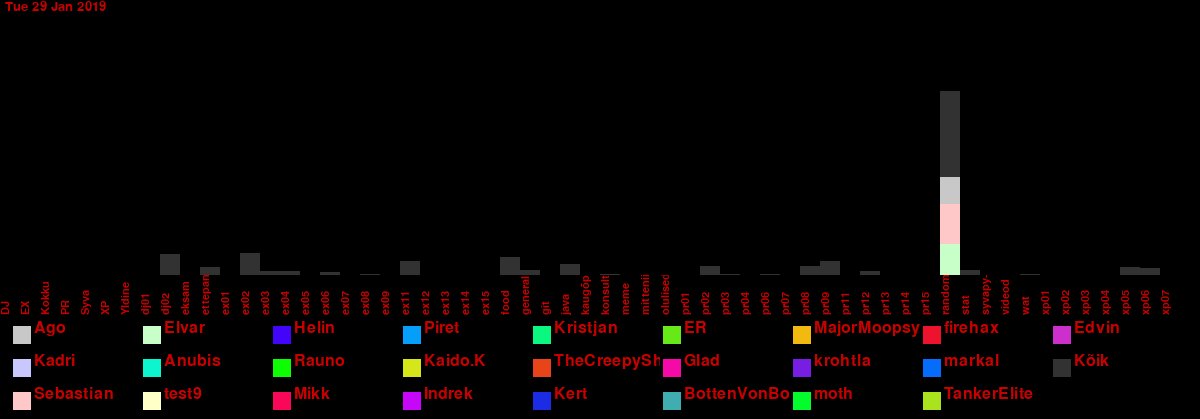 Tue 29 Jan 2019
DJ
EX
Kokku
PR
Syva
XP
Yldine
dj01
dj02
eksam
ettepan
ex01
ex02
ex03
ex04
ex05
ex06
ex07
ex08
ex09
ex11
ex12
ex13
ex14
ex15
food
general
git
java
kaugõp
konsult
meme
mittenii
olulised
pr01
pr02
pr03
pr04
pr06
pr07
pr08
pr09
pr11
pr12
pr13
pr14
pr15
random
stat
syvapy-
videod
wat
xp01
xp02
xp03
xp04
xp05
xp06
xp07
Ago Elvar Helin Piret Kristjan ER MajorMoopsy firehax Edvin
Kadri Anubis Rauno Kaido.K TheCreepySh Glad krohtla markal Kõik
Sebastian test9 Mikk Indrek Kert BottenVonBo moth TankerElite